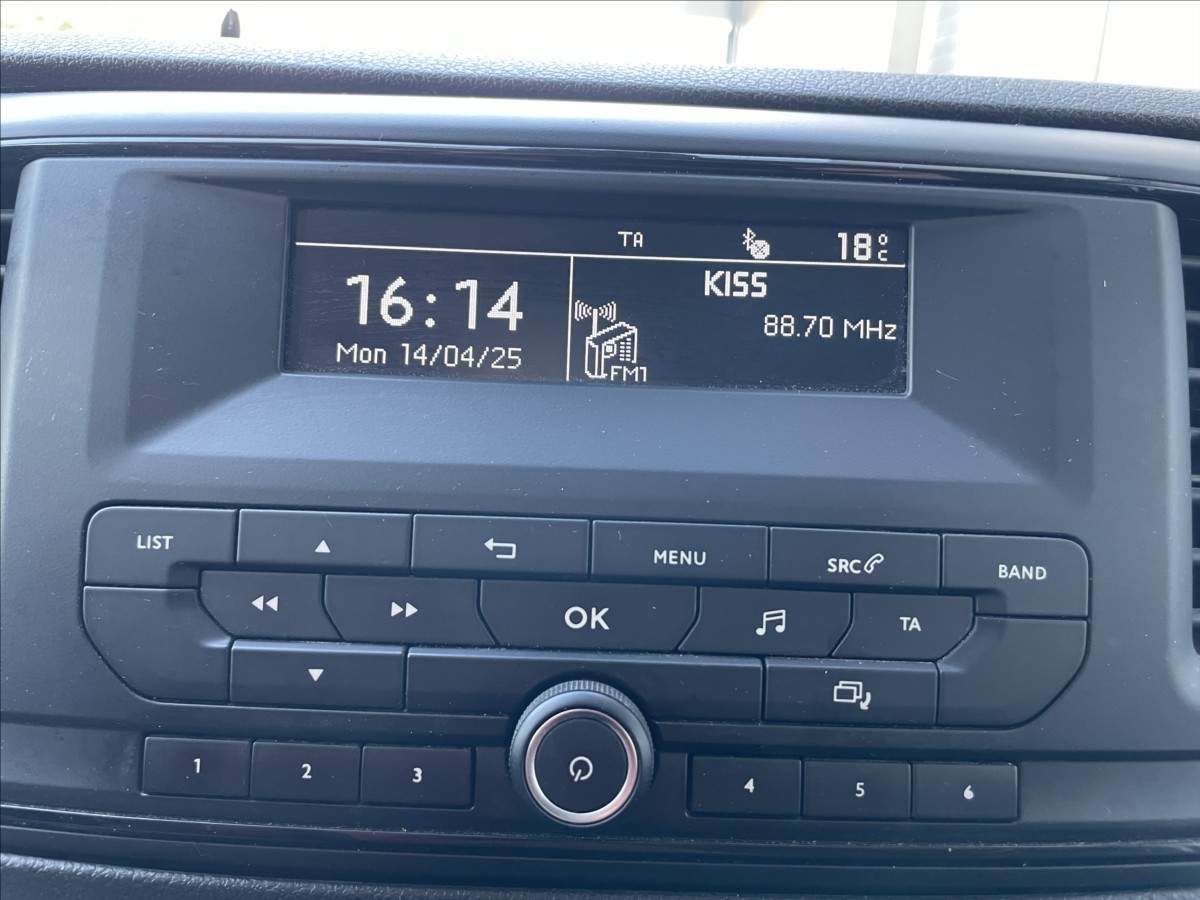 TA 18°C
16:14
Mon 14/04/25
KISS
88.70 MHz
FM1
LIST
MENU
SRC
BAND
OK
TA
1
2
3
4
5
6